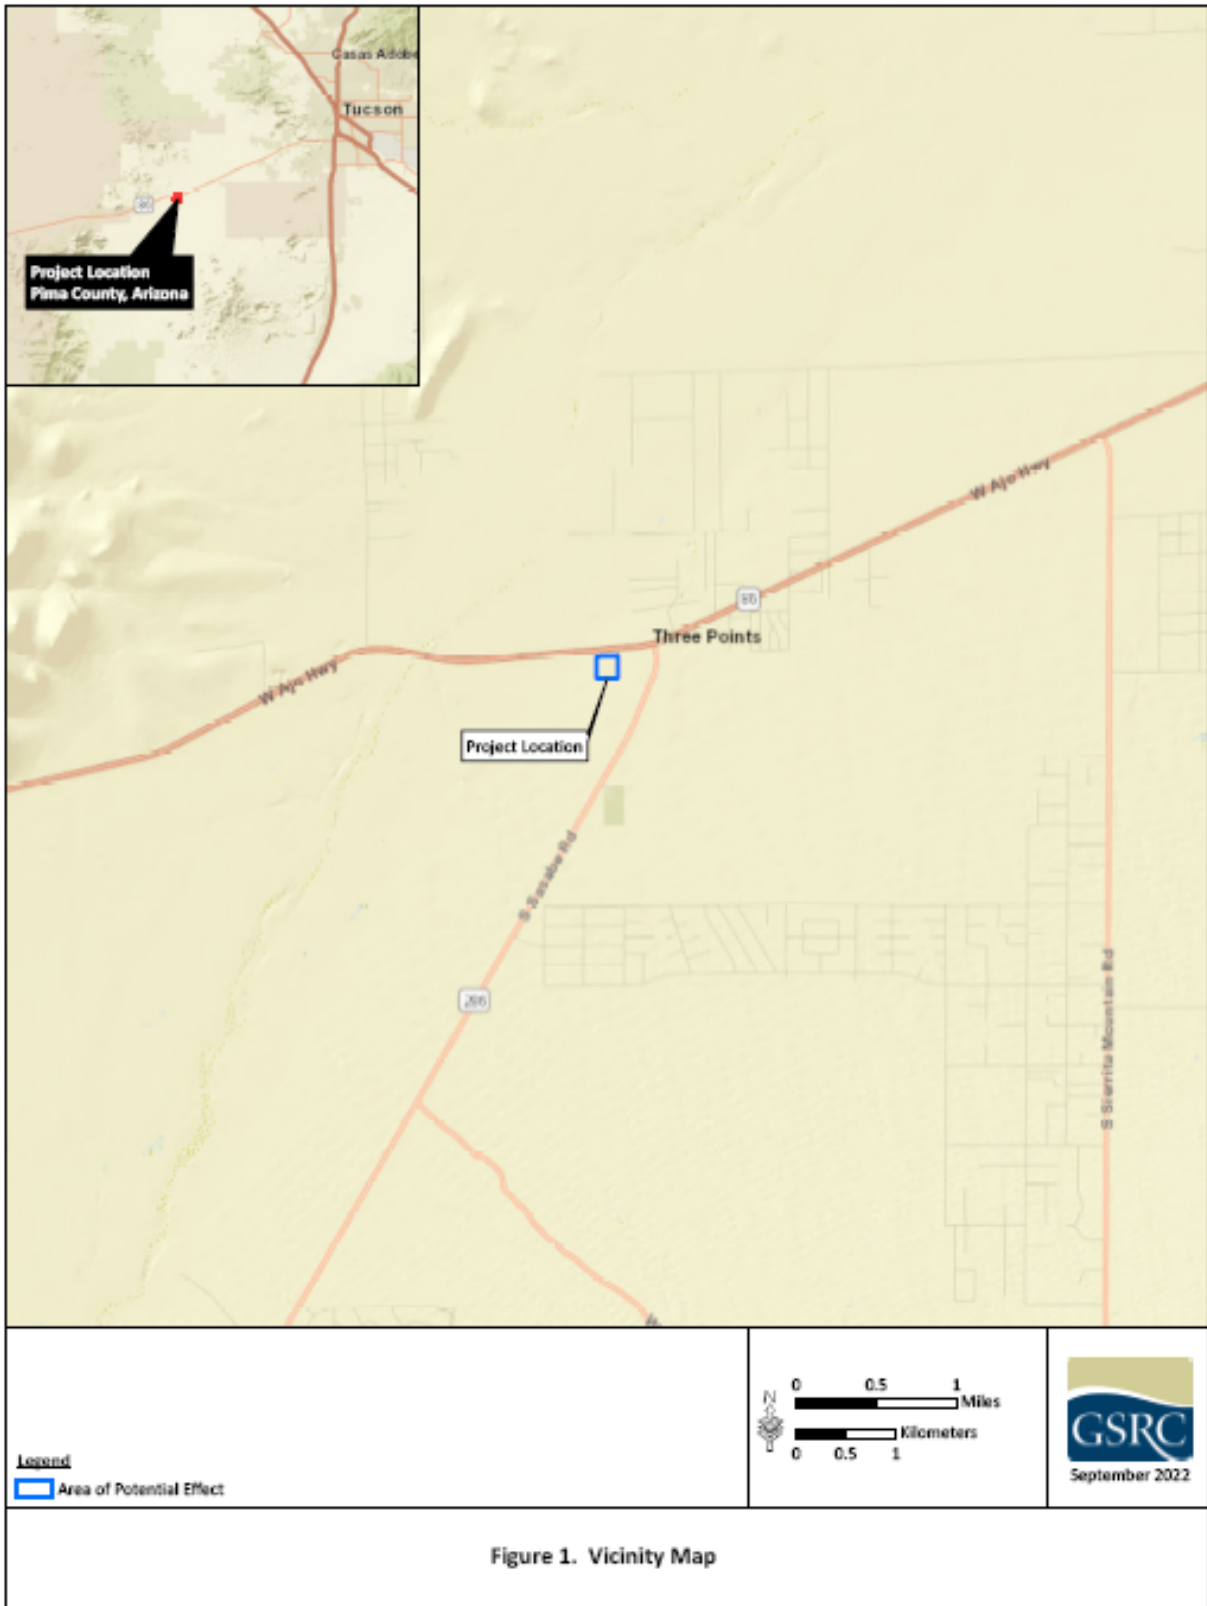 Casas Adobe
Tucson
86
Project Location
Pima County, Arizona
W Ajo Hwy
86
Three Points
W Ajo Hwy
Project Location
S Sasabe Rd
286
S Sierrita Mountain Rd
Legend
Area of Potential Effect
N
0 0.5 1
Miles
Kilometers
0 0.5 1
GSRC
September 2022
Figure 1. Vicinity Map